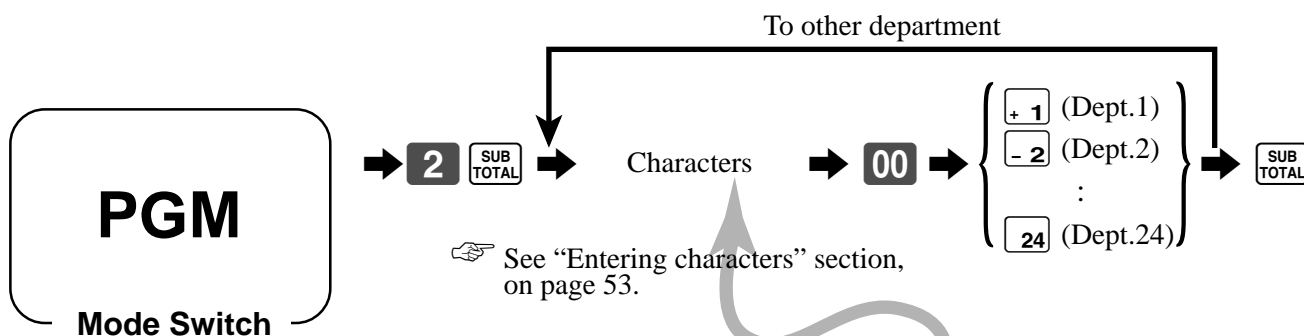 To other department
PGM
Mode Switch
2 SUB TOTAL Characters 00
+ 1 (Dept.1)
- 2 (Dept.2)
:
24 (Dept.24)
SUB TOTAL
☞ See “Entering characters” section,
on page 53.